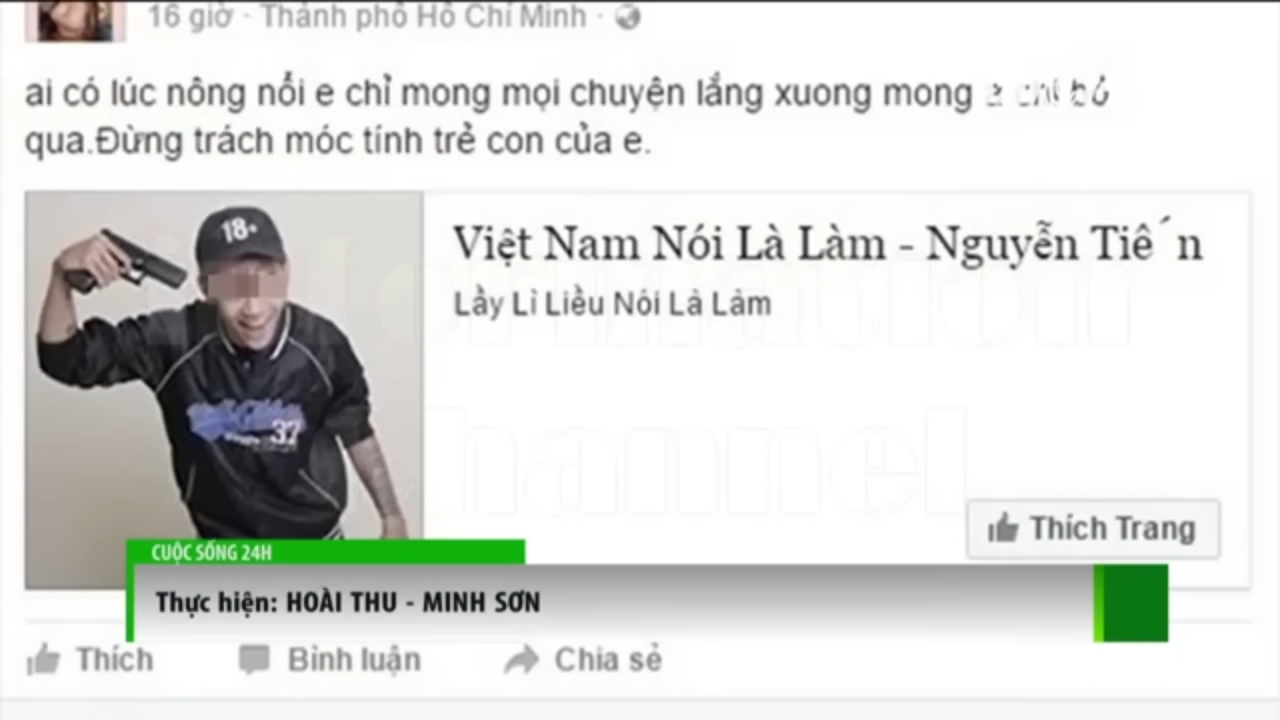 16 giờ · Thành phố Hồ Chí Minh ·
ai có lúc nông nổi e chỉ mong mọi chuyện lắng xuong mong
qua.Đừng trách móc tính trẻ con của e.
18+
37
Việt Nam Nói Là Làm - Nguyễn Tiến
Lầy Lì Liều Nói Là Làm
Information
Channel
Thích Trang
CUỘC SỐNG 24H
Thực hiện: HOÀI THU - MINH SƠN
Thích Bình luận Chia sẻ